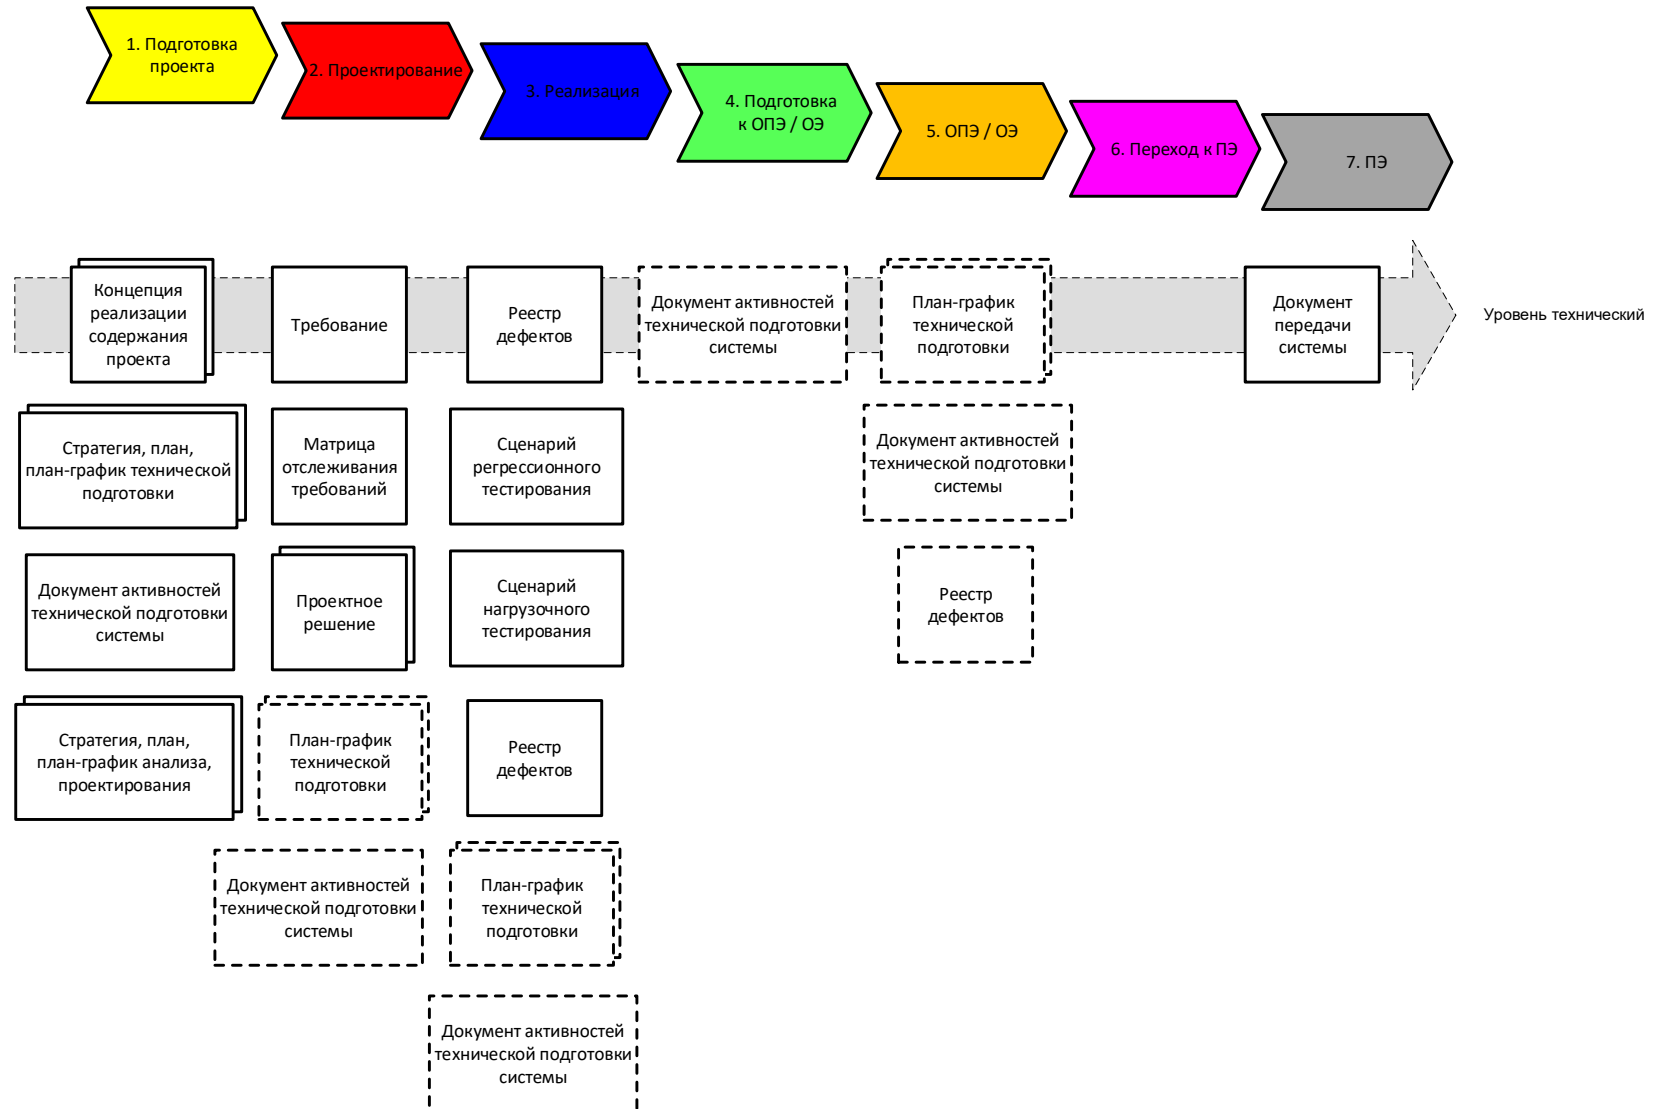 1. Подготовка
проекта
2. Проектирование
3. Реализация
4. Подготовка
к ОПЭ / ОЭ
5. ОПЭ / ОЭ
6. Переход к ПЭ
7. ПЭ
Концепция
реализации
содержания
проекта
Требование
Реестр
дефектов
Документ активностей
технической подготовки
системы
План-график
технической
подготовки
Документ
передачи
системы
Уровень технический
Стратегия, план,
план-график технической
подготовки
Матрица
отслеживания
требований
Сценарий
регрессионного
тестирования
Документ активностей
технической подготовки
системы
Документ активностей
технической подготовки
системы
Проектное
решение
Сценарий
нагрузочного
тестирования
Реестр
дефектов
Стратегия, план,
план-график анализа,
проектирования
План-график
технической
подготовки
Реестр
дефектов
Документ активностей
технической подготовки
системы
План-график
технической
подготовки
Документ активностей
технической подготовки
системы